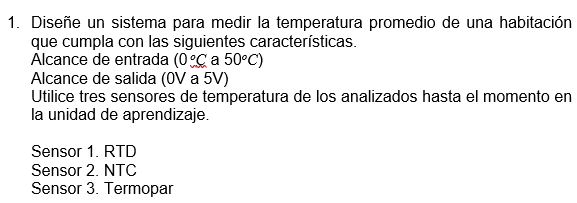 1. Diseñe un sistema para medir la temperatura promedio de una habitación
que cumpla con las siguientes características.
Alcance de entrada (0 ºC a 50ºC)
Alcance de salida (0V a 5V)
Utilice tres sensores de temperatura de los analizados hasta el momento en
la unidad de aprendizaje.
Sensor 1. RTD
Sensor 2. NTC
Sensor 3. Termopar